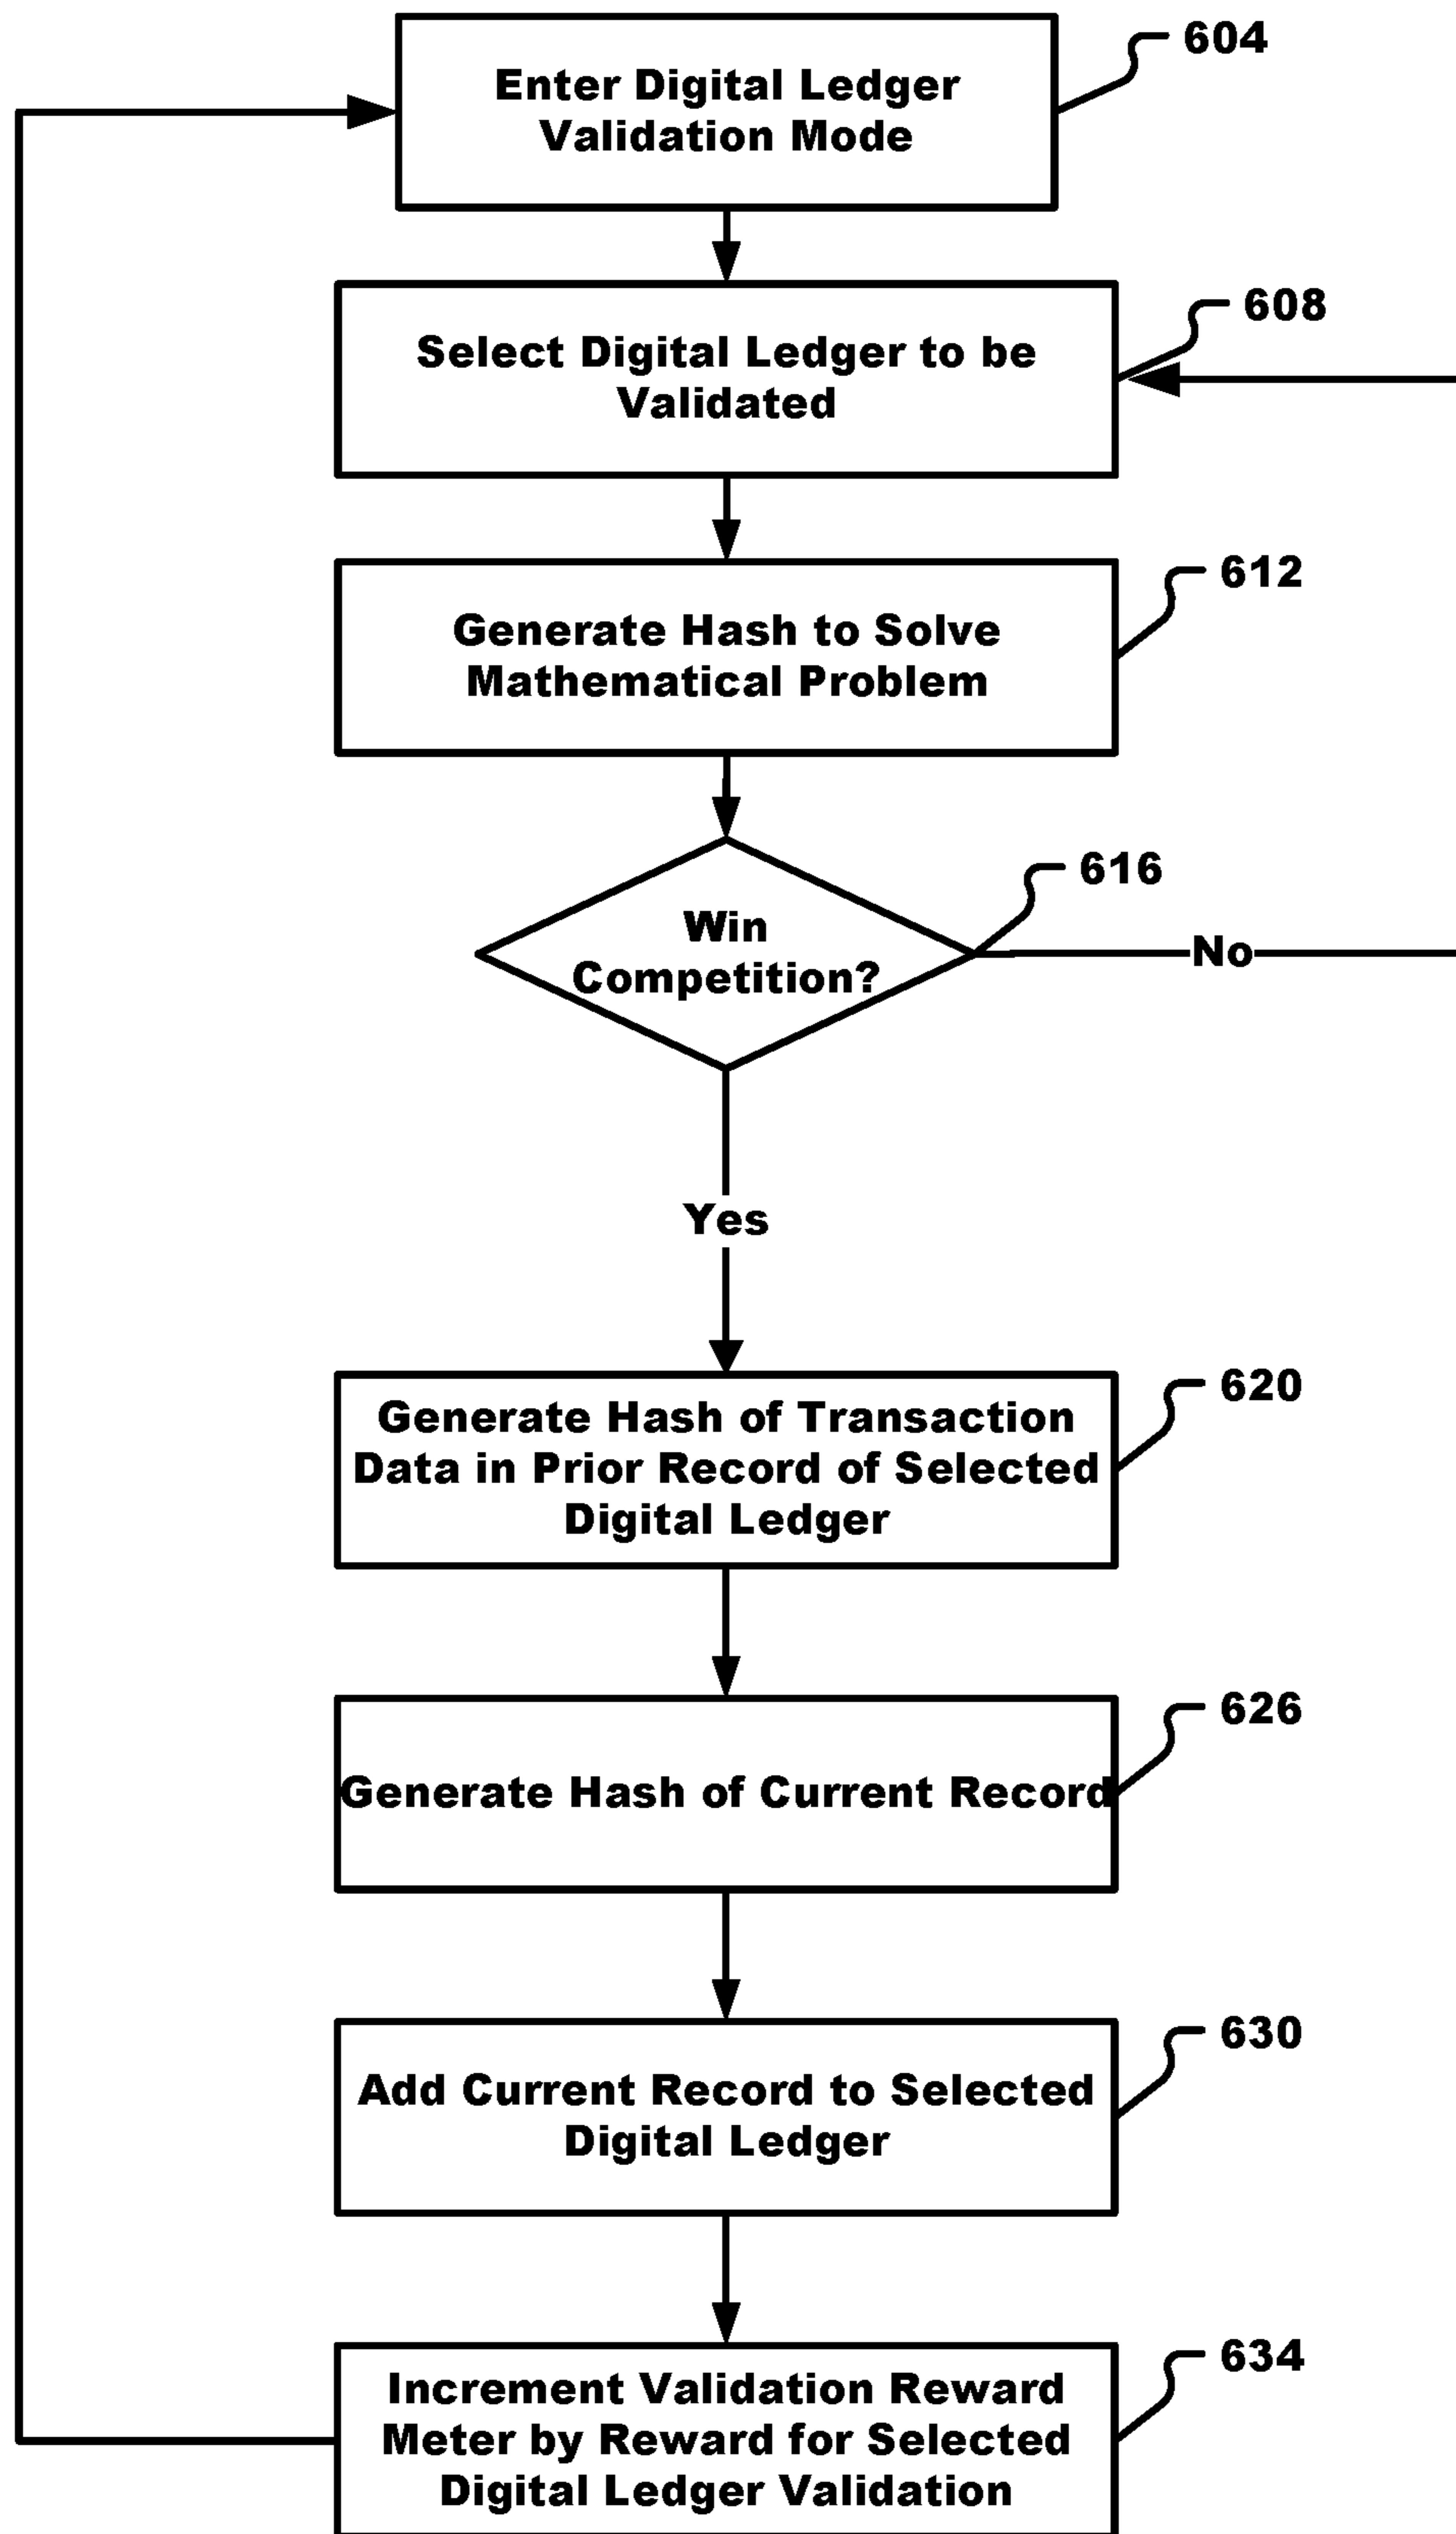 Enter Digital Ledger
Validation Mode
604
Select Digital Ledger to be
Validated
608
Generate Hash to Solve
Mathematical Problem
612
Win
Competition?
616
No
Yes
Generate Hash of Transaction
Data in Prior Record of Selected
Digital Ledger
620
Generate Hash of Current Record
626
Add Current Record to Selected
Digital Ledger
630
Increment Validation Reward
Meter by Reward for Selected
Digital Ledger Validation
634